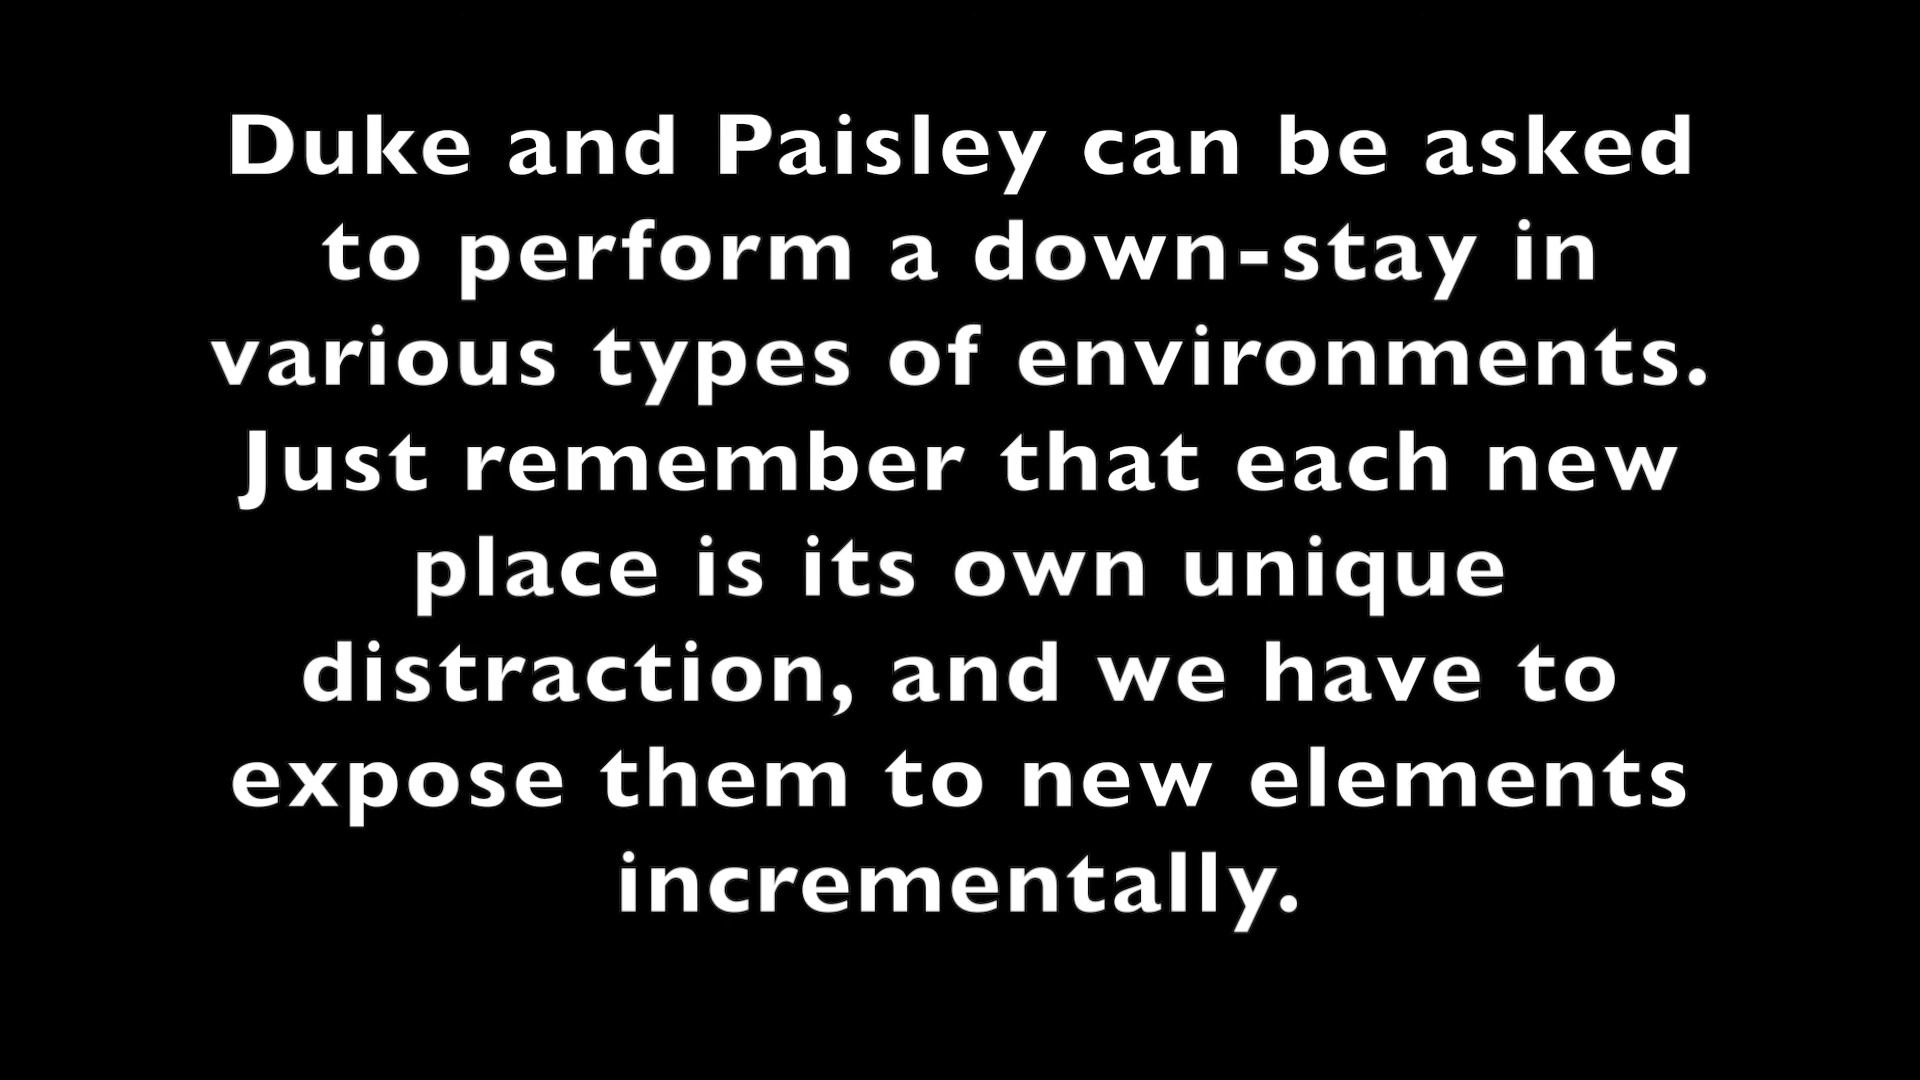 Duke and Paisley can be asked
to perform a down-stay in
various types of environments.
Just remember that each new
place is its own unique
distraction, and we have to
expose them to new elements
incrementally.